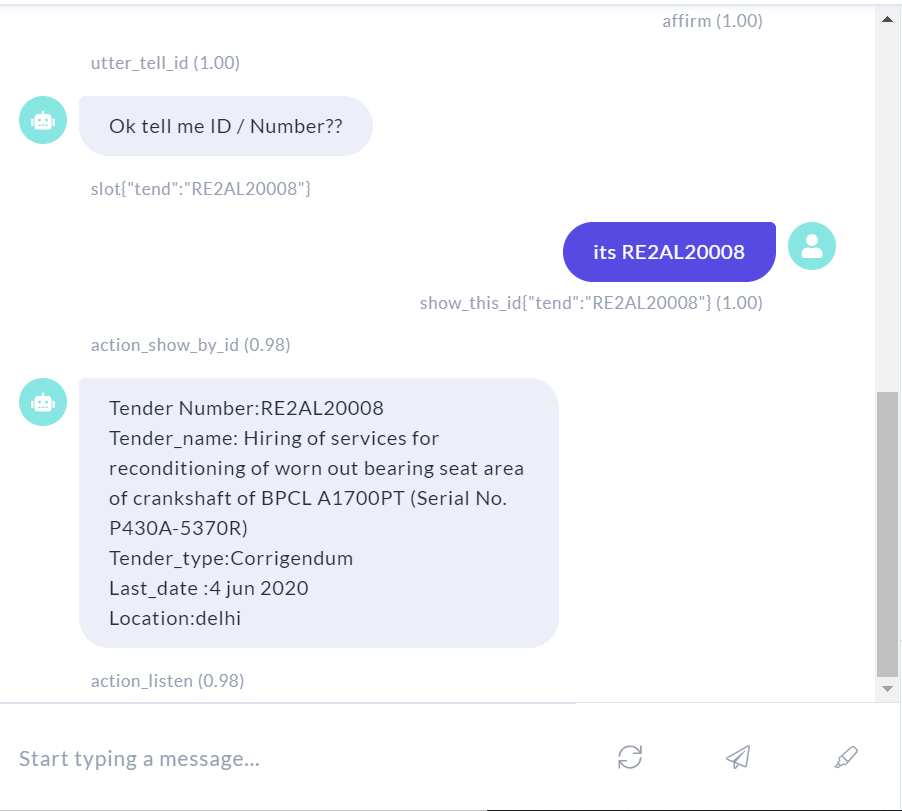 affirm (1.00)
utter_tell_id (1.00)
Ok tell me ID / Number??
slot{"tend":"RE2AL20008"}
its RE2AL20008
show_this_id{"tend":"RE2AL20008"} (1.00)
action_show_by_id (0.98)
Tender Number:RE2AL20008
Tender_name: Hiring of services for
reconditioning of worn out bearing seat area
of crankshaft of BPCL A1700PT (Serial No.
P430A-5370R)
Tender_type:Corrigendum
Last_date :4 jun 2020
Location:delhi
action_listen (0.98)
Start typing a message...